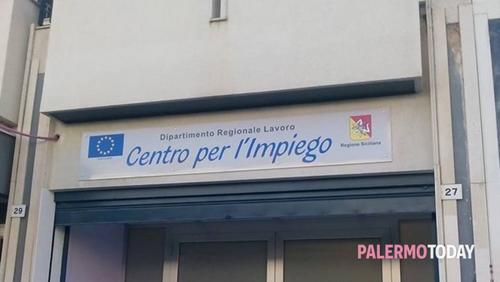 Dipartimento Regionale Lavoro
Centro per l'Impiego
Regione Siciliana
29
27
PALERMOTODAY